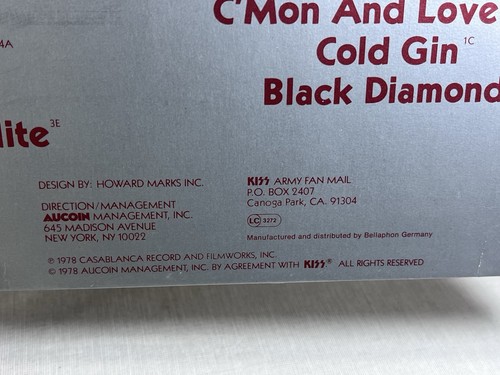 C'Mon And Love
4A
Cold Gin 1C
Black Diamond
lite 3E
DESIGN BY: HOWARD MARKS INC.
DIRECTION/MANAGEMENT
AUCOIN MANAGEMENT, INC.
645 MADISON AVENUE
NEW YORK, NY 10022
KISS ARMY FAN MAIL
P.O. BOX 2407
Canoga Park, CA. 91304
LC 3272
Manufactured and distributed by Bellaphon Germany
℗ 1978 CASABLANCA RECORD AND FILMWORKS, INC.
© 1978 AUCOIN MANAGEMENT, INC. BY AGREEMENT WITH KISS® ALL RIGHTS RESERVED